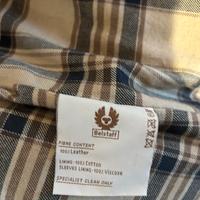 Belstaff
FIBRE CONTENT
100% Leather
LINING-100% COTTON
SLEEVES LINING-100% VISCOSE
SPECIALIST CLEAN ONLY